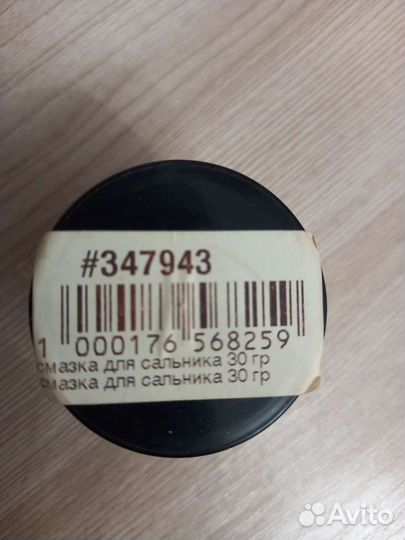 #347943
1 000176 568259
смазка для сальника 30 гр
смазка для сальника 30 гр
Avito